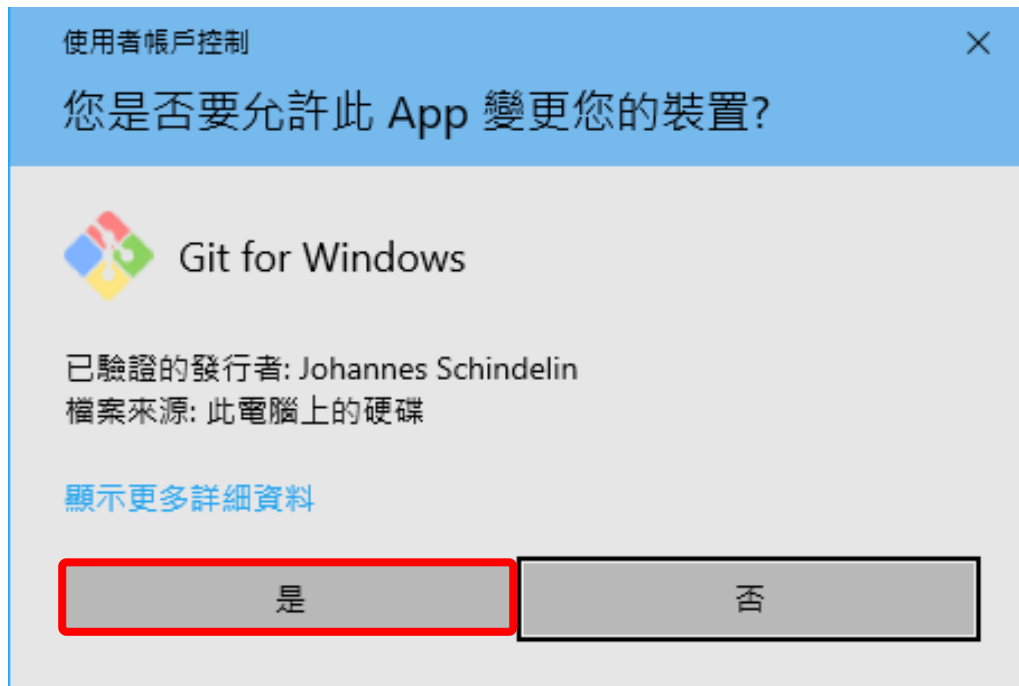 使用者帳戶控制
您是否要允許此 App 變更您的裝置?
Git for Windows
已驗證的發行者: Johannes Schindelin
檔案來源: 此電腦上的硬碟
顯示更多詳細資料
是
否